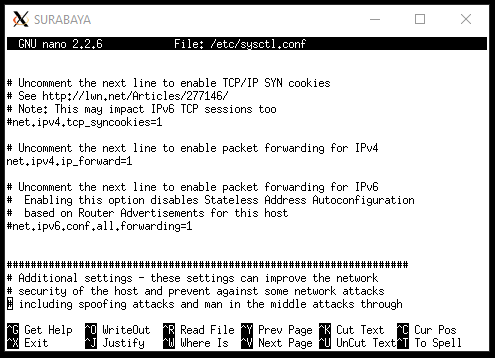 SURABAYA
GNU nano 2.2.6 File: /etc/sysctl.conf
# Uncomment the next line to enable TCP/IP SYN cookies
# See http://lwn.net/Articles/277146/
# Note: This may impact IPv6 TCP sessions too
#net.ipv4.tcp_syncookies=1
# Uncomment the next line to enable packet forwarding for IPv4
net.ipv4.ip_forward=1
# Uncomment the next line to enable packet forwarding for IPv6
#  Enabling this option disables Stateless Address Autoconfiguration
#  based on Router Advertisements for this host
#net.ipv6.conf.all.forwarding=1
###################################################################
# Additional settings - these settings can improve the network
# security of the host and prevent against some network attacks
# including spoofing attacks and man in the middle attacks through
^G Get Help ^O WriteOut ^R Read File ^Y Prev Page ^K Cut Text ^C Cur Pos
^X Exit ^J Justify ^W Where Is ^V Next Page ^U UnCut Text ^T To Spell